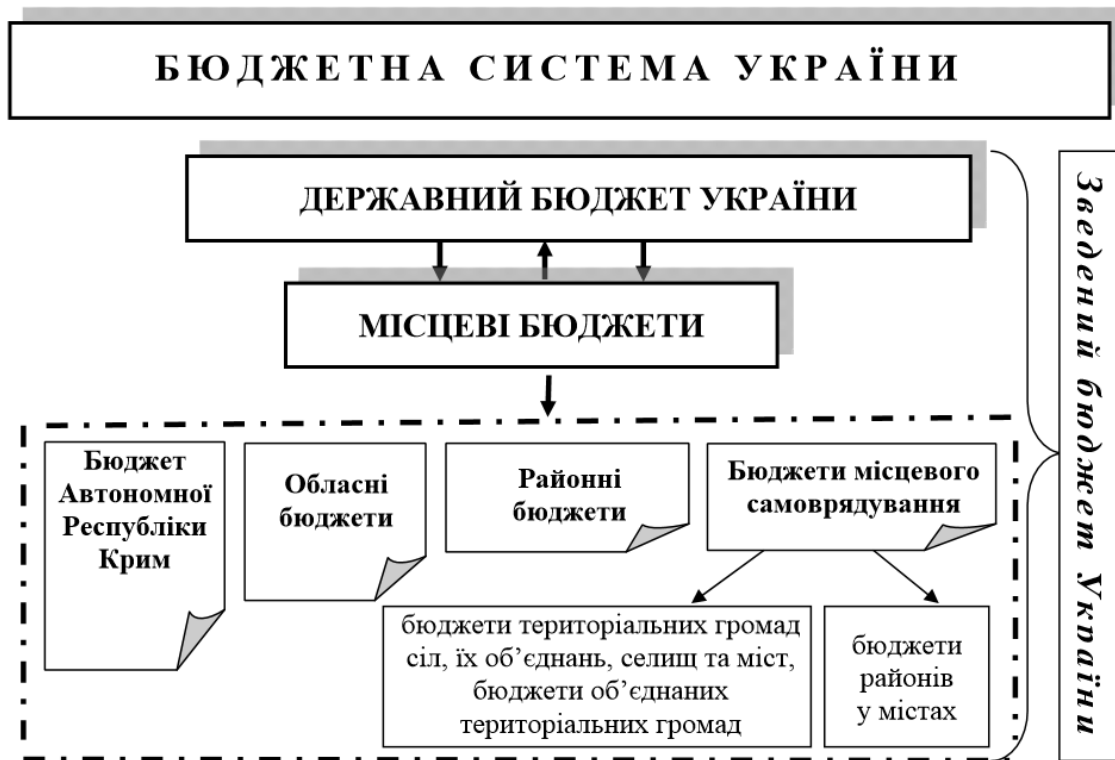 БЮДЖЕТНА СИСТЕМА УКРАЇНИ
ДЕРЖАВНИЙ БЮДЖЕТ УКРАЇНИ
МІСЦЕВІ БЮДЖЕТИ
Бюджет
Автономної
Республіки
Крим
Обласні
бюджети
Районні
бюджети
Бюджети місцевого
самоврядування
бюджети територіальних громад
сіл, їх об’єднань, селищ та міст,
бюджети об’єднаних
територіальних громад
бюджети
районів
у містах
Зведений бюджет України